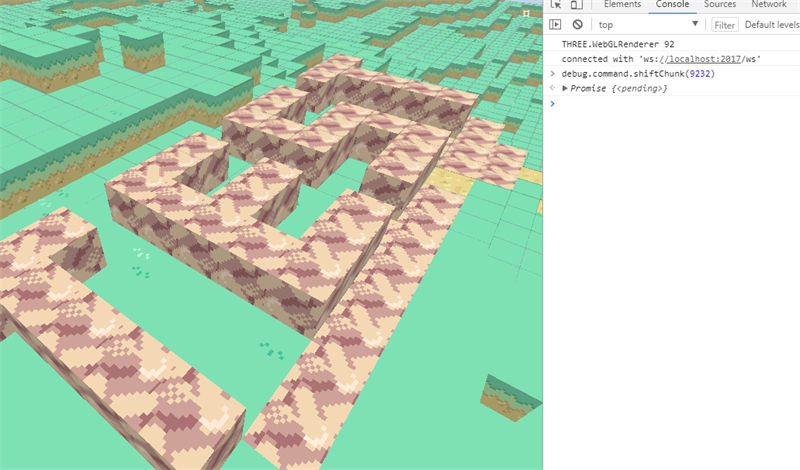 Elements Console Sources Network
top Filter Default levels
THREE.WebGLRenderer 92
connected with 'ws://localhost:2017/ws'
> debug.command.shiftChunk(9232)
Promise {<pending>}
>